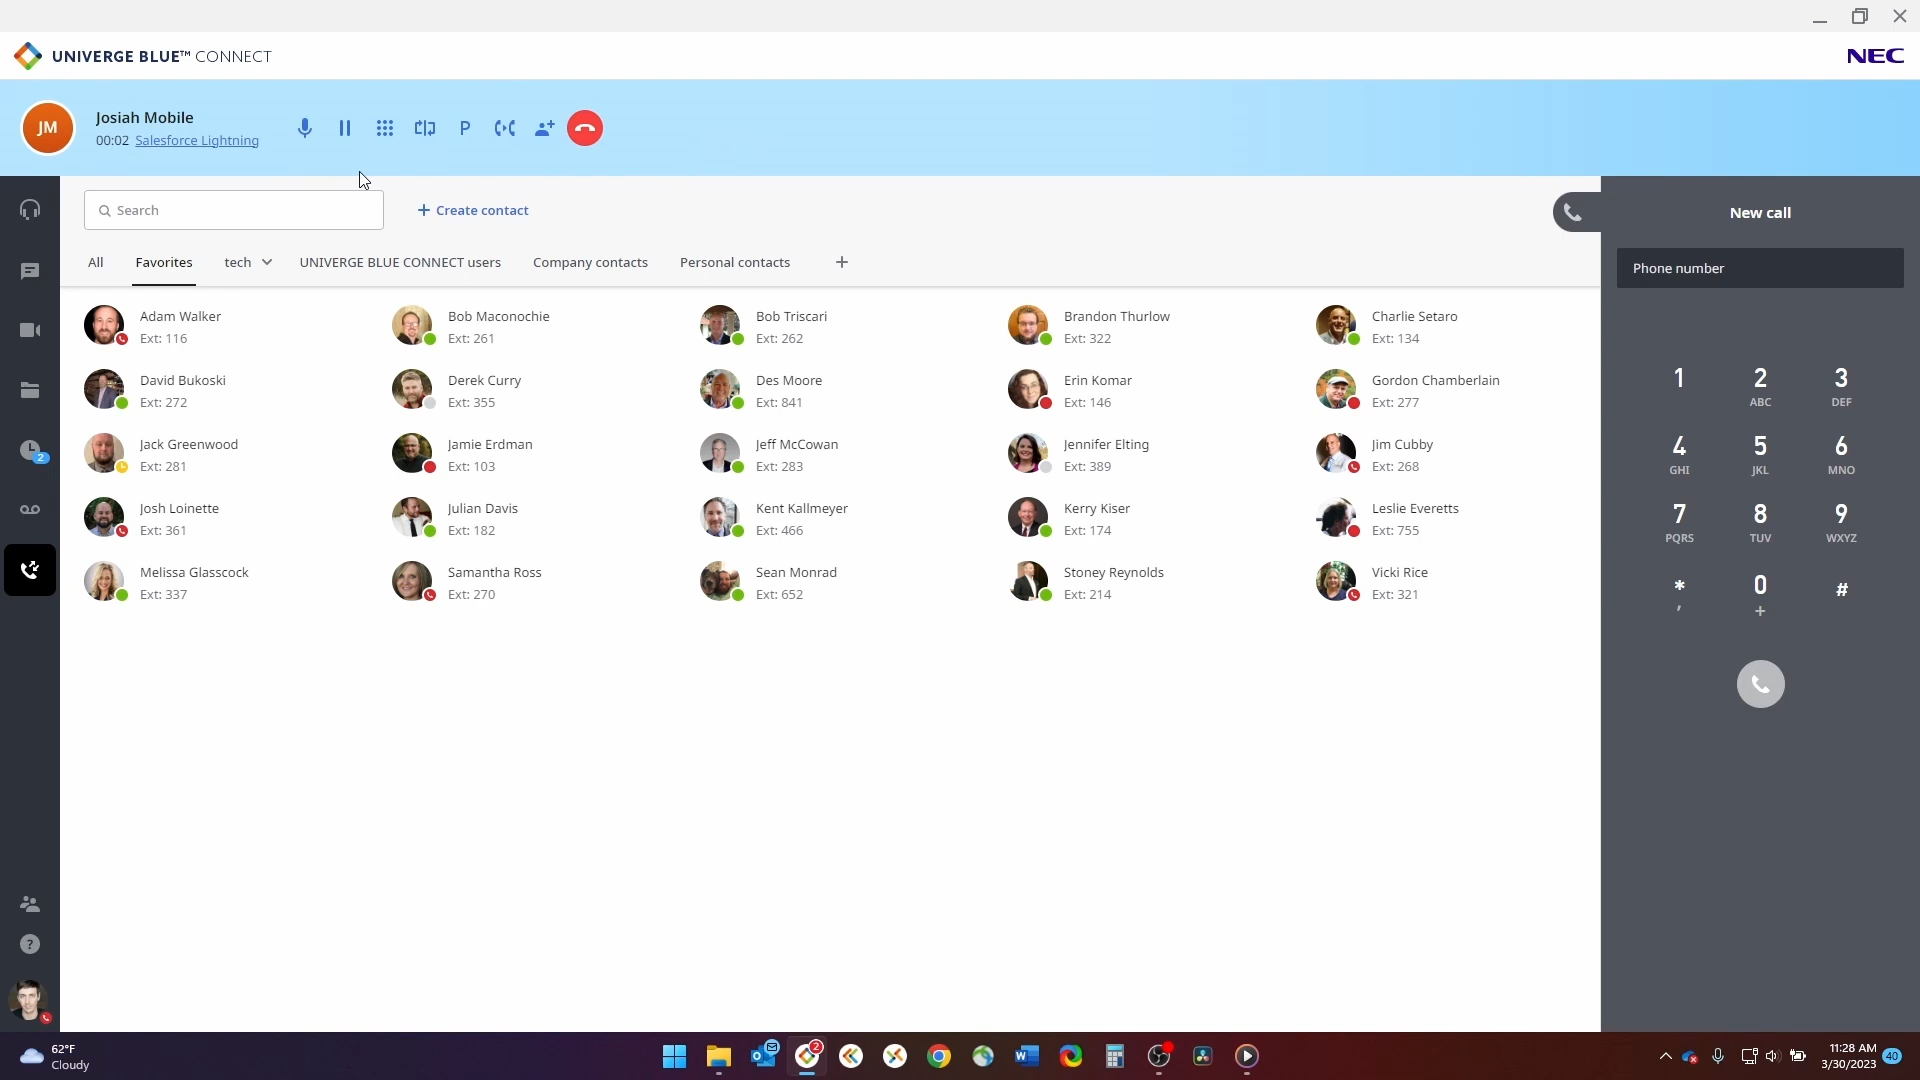 UNIVERGE BLUE™ CONNECT
NEC
JM
Josiah Mobile
00:02 Salesforce Lightning
P
Search
+ Create contact
New call
Phone number
All
Favorites
tech
UNIVERGE BLUE CONNECT users
Company contacts
Personal contacts
+
Adam Walker
Ext: 116
Bob Maconochie
Ext: 261
Bob Triscari
Ext: 262
Brandon Thurlow
Ext: 322
Charlie Setaro
Ext: 134
David Bukoski
Ext: 272
Derek Curry
Ext: 355
Des Moore
Ext: 841
Erin Komar
Ext: 146
Gordon Chamberlain
Ext: 277
Jack Greenwood
Ext: 281
Jamie Erdman
Ext: 103
Jeff McCowan
Ext: 283
Jennifer Elting
Ext: 389
Jim Cubby
Ext: 268
Josh Loinette
Ext: 361
Julian Davis
Ext: 182
Kent Kallmeyer
Ext: 466
Kerry Kiser
Ext: 174
Leslie Everetts
Ext: 755
Melissa Glasscock
Ext: 337
Samantha Ross
Ext: 270
Sean Monrad
Ext: 652
Stoney Reynolds
Ext: 214
Vicki Rice
Ext: 321
1 2 3
ABC DEF
4 5 6
GHI JKL MNO
7 8 9
PQRS TUV WXYZ
* 0 #
, +
2
?
62°F
Cloudy
2
11:28 AM
3/30/2023
40